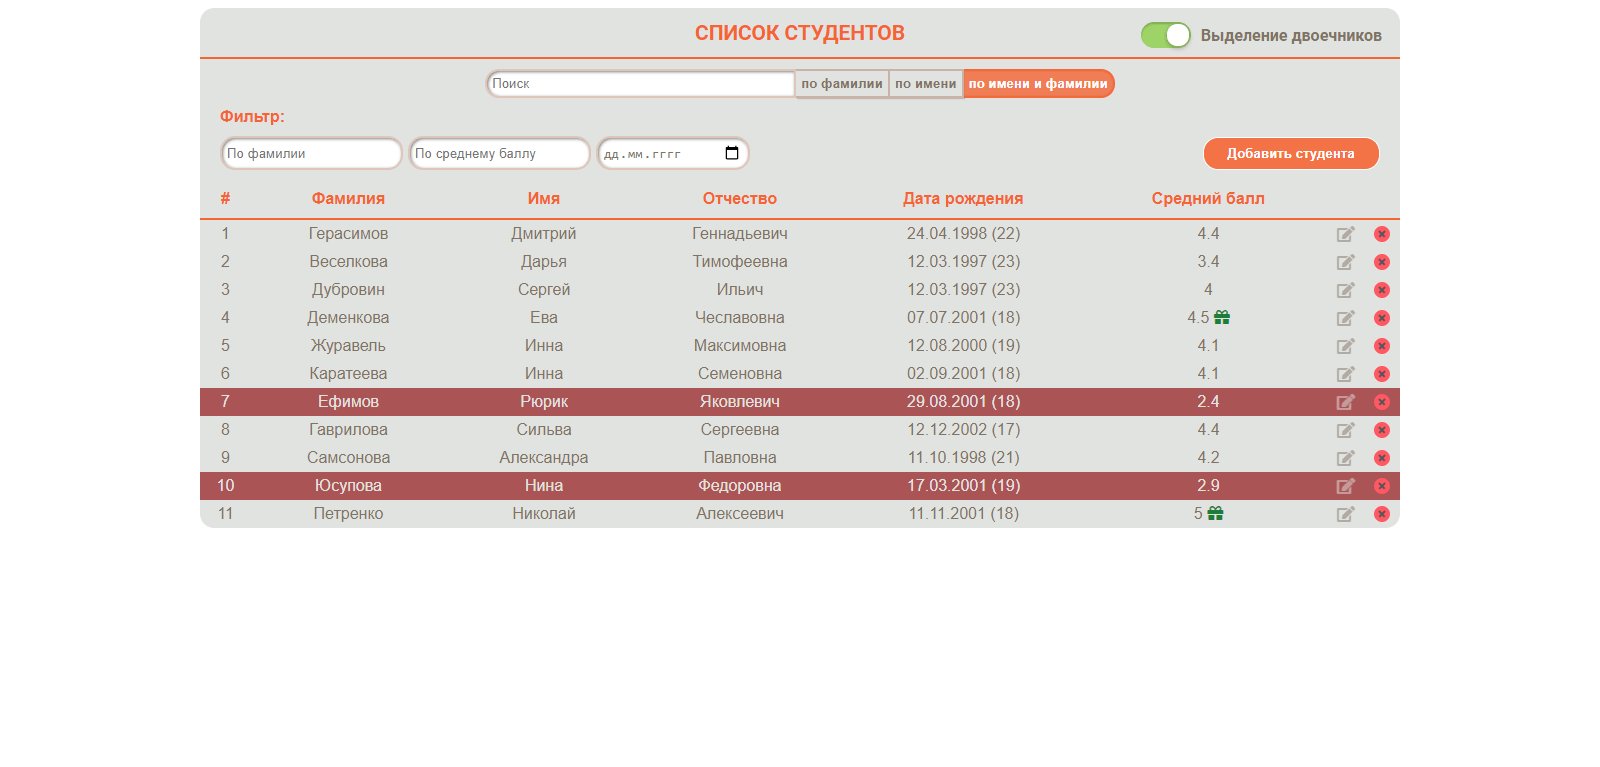 СПИСОК СТУДЕНТОВ
Выделение двоечников
Поиск по фамилии по имени по имени и фамилии
Фильтр:
По фамилии По среднему баллу дд.мм.гггг Добавить студента
# Фамилия Имя Отчество Дата рождения Средний балл
1 Герасимов Дмитрий Геннадьевич 24.04.1998 (22) 4.4
2 Веселкова Дарья Тимофеевна 12.03.1997 (23) 3.4
3 Дубровин Сергей Ильич 12.03.1997 (23) 4
4 Деменкова Ева Чеславовна 07.07.2001 (18) 4.5
5 Журавель Инна Максимовна 12.08.2000 (19) 4.1
6 Каратеева Инна Семеновна 02.09.2001 (18) 4.1
7 Ефимов Рюрик Яковлевич 29.08.2001 (18) 2.4
8 Гаврилова Сильва Сергеевна 12.12.2002 (17) 4.4
9 Самсонова Александра Павловна 11.10.1998 (21) 4.2
10 Юсупова Нина Федоровна 17.03.2001 (19) 2.9
11 Петренко Николай Алексеевич 11.11.2001 (18) 5